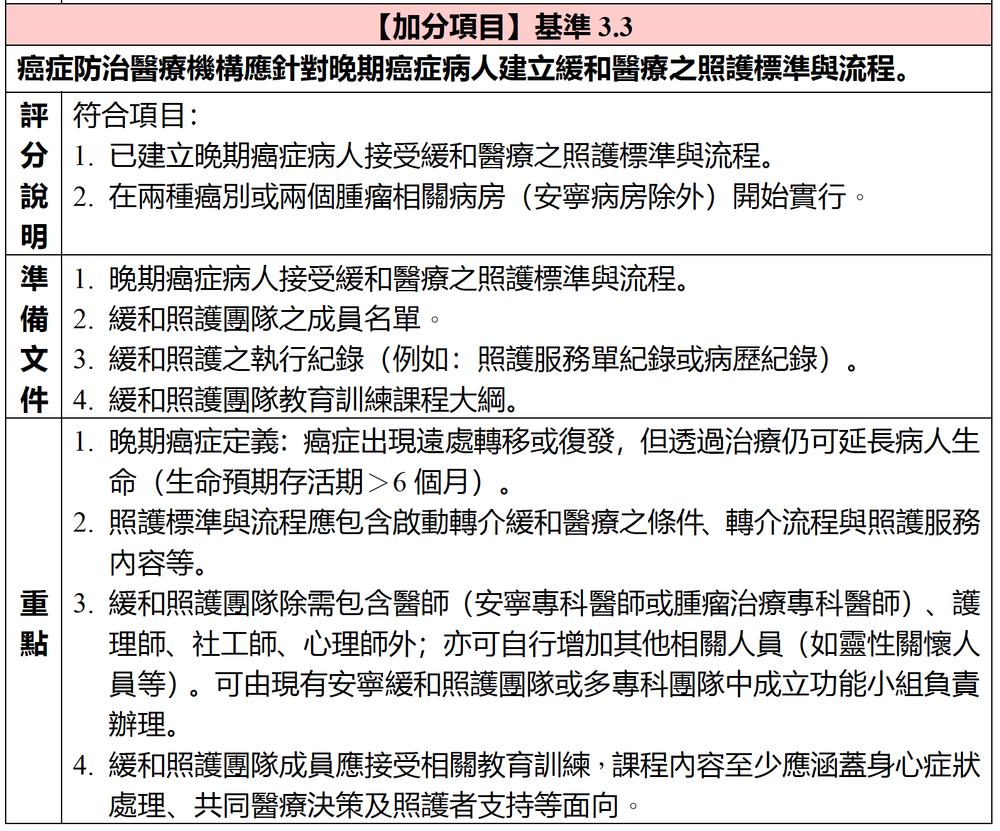 【加分項目】基準 3.3
癌症防治醫療機構應針對晚期癌症病人建立緩和醫療之照護標準與流程。
評分說明
符合項目：
1. 已建立晚期癌症病人接受緩和醫療之照護標準與流程。
2. 在兩種癌別或兩個腫瘤相關病房（安寧病房除外）開始實行。
準備文件
1. 晚期癌症病人接受緩和醫療之照護標準與流程。
2. 緩和照護團隊之成員名單。
3. 緩和照護之執行紀錄（例如：照護服務單紀錄或病歷紀錄）。
4. 緩和照護團隊教育訓練課程大綱。
重點
1. 晚期癌症定義：癌症出現遠處轉移或復發，但透過治療仍可延長病人生
命（生命預期存活期＞6 個月）。
2. 照護標準與流程應包含啟動轉介緩和醫療之條件、轉介流程與照護服務
內容等。
3. 緩和照護團隊除需包含醫師（安寧專科醫師或腫瘤治療專科醫師）、護
理師、社工師、心理師外；亦可自行增加其他相關人員（如靈性關懷人
員等）。可由現有安寧緩和照護團隊或多專科團隊中成立功能小組負責
辦理。
4. 緩和照護團隊成員應接受相關教育訓練，課程內容至少應涵蓋身心症狀
處理、共同醫療決策及照護者支持等面向。